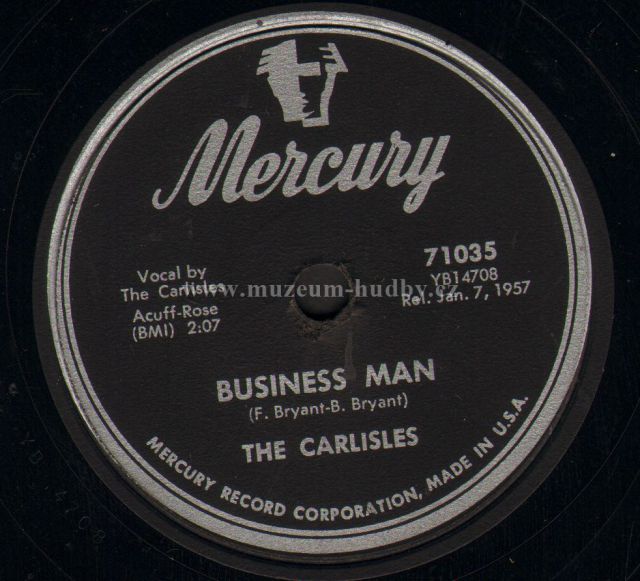 Mercury
71035
YB14708
Rel: Jan. 7, 1957
Vocal by
The Carlisles
Acuff-Rose
(BMI) 2:07
www.muzeum-hudby.cz
BUSINESS MAN
(F. Bryant-B. Bryant)
THE CARLISLES
MERCURY RECORD CORPORATION, MADE IN U.S.A.